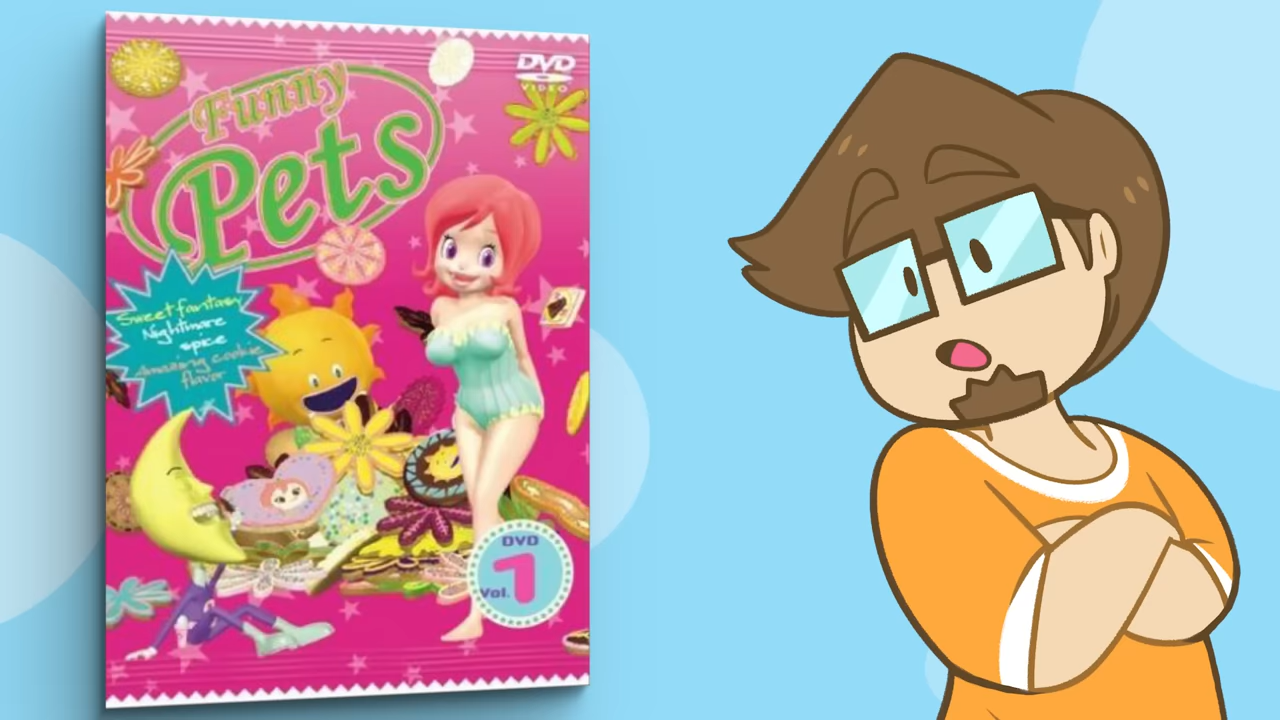 DVD
VIDEO
Funny
Pets
Sweet fantasy
Nightmare
spice
Amazing cookie
flavor
DVD
Vol. 1